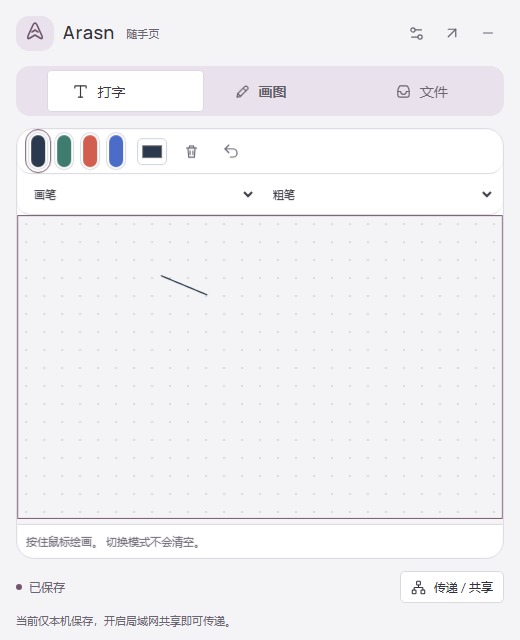 Arasn 随手页
打字 画图 文件
画笔 粗笔
按住鼠标绘画。 切换模式不会清空。
已保存 传递 / 共享
当前仅本机保存，开启局域网共享即可传递。